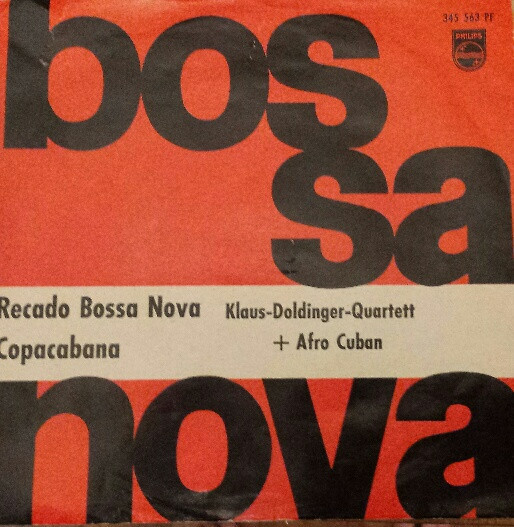 345 563 PF
PHILIPS
bos
sa
Recado Bossa Nova Klaus-Doldinger-Quartett
Copacabana + Afro Cuban
nova